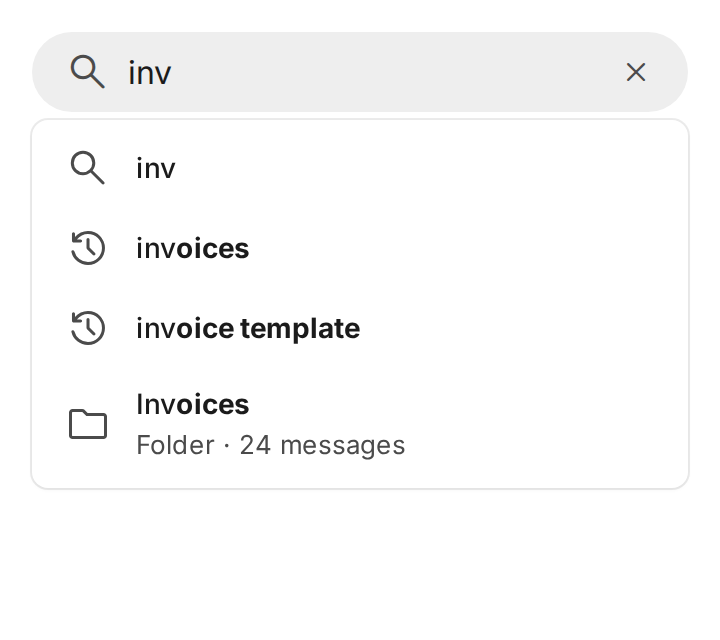 inv
inv
invoices
invoice template
Invoices
Folder · 24 messages